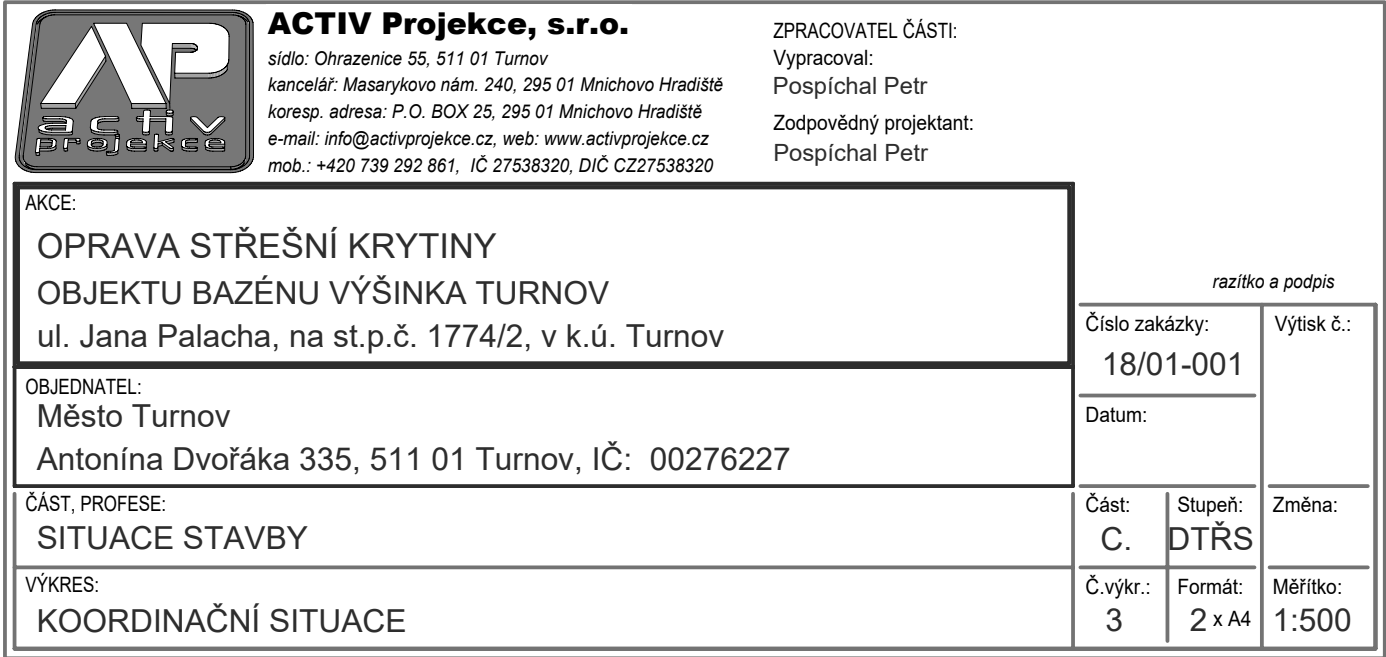 AP
activ
projekce
ACTIV Projekce, s.r.o.
sídlo: Ohrazenice 55, 511 01 Turnov
kancelář: Masarykovo nám. 240, 295 01 Mnichovo Hradiště
koresp. adresa: P.O. BOX 25, 295 01 Mnichovo Hradiště
e-mail: info@activprojekce.cz, web: www.activprojekce.cz
mob.: +420 739 292 861, IČ 27538320, DIČ CZ27538320
ZPRACOVATEL ČÁSTI:
Vypracoval:
Pospíchal Petr
Zodpovědný projektant:
Pospíchal Petr
razítko a podpis
AKCE:
OPRAVA STŘEŠNÍ KRYTINY
OBJEKTU BAZÉNU VÝŠINKA TURNOV
ul. Jana Palacha, na st.p.č. 1774/2, v k.ú. Turnov
OBJEDNATEL:
Město Turnov
Antonína Dvořáka 335, 511 01 Turnov, IČ: 00276227
ČÁST, PROFESE:
SITUACE STAVBY
VÝKRES:
KOORDINAČNÍ SITUACE
Číslo zakázky:
18/01-001
Výtisk č.:
Datum:
Část:
C.
Stupeň:
DTŘS
Změna:
Č.výkr.:
3
Formát:
2 x A4
Měřítko:
1:500